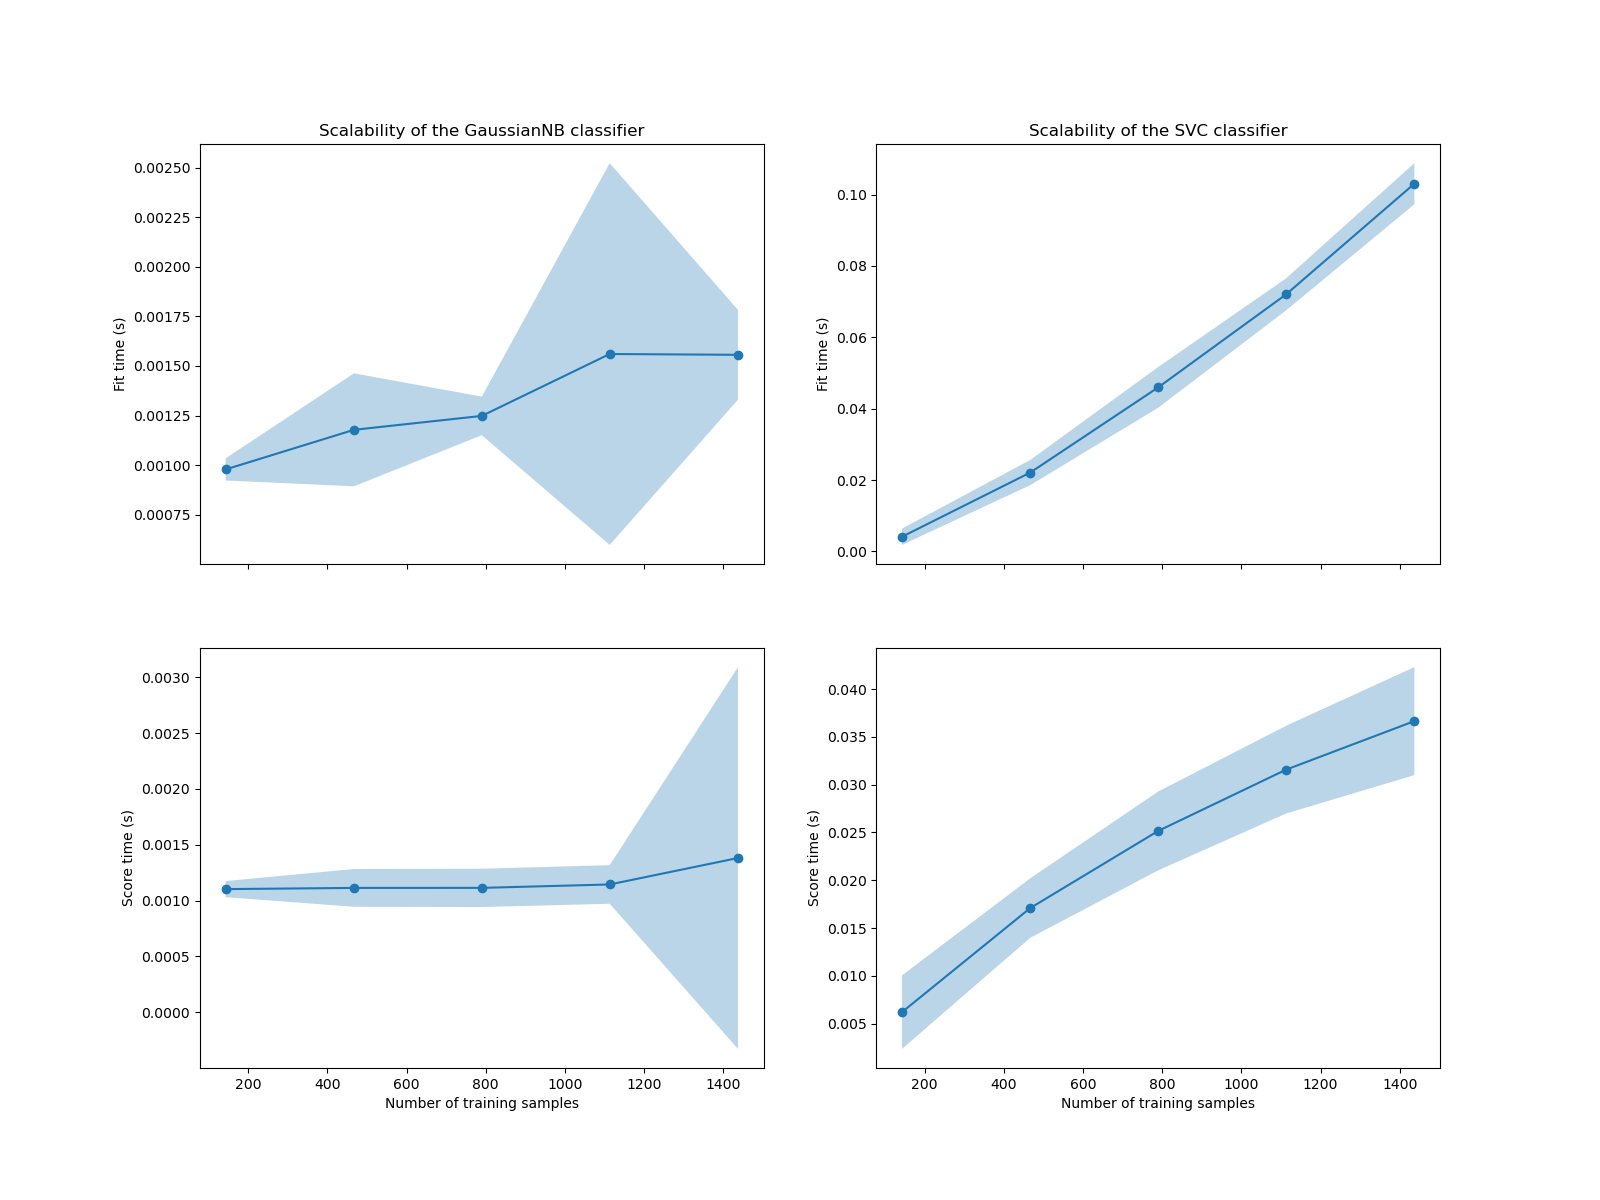 Scalability of the GaussianNB classifier
Scalability of the SVC classifier
0.00250
0.00225
0.00200
0.00175
0.00150
0.00125
0.00100
0.00075
Fit time (s)
0.10
0.08
0.06
0.04
0.02
0.00
Fit time (s)
0.0030
0.0025
0.0020
0.0015
0.0010
0.0005
0.0000
Score time (s)
200 400 600 800 1000 1200 1400
Number of training samples
0.040
0.035
0.030
0.025
0.020
0.015
0.010
0.005
Score time (s)
200 400 600 800 1000 1200 1400
Number of training samples